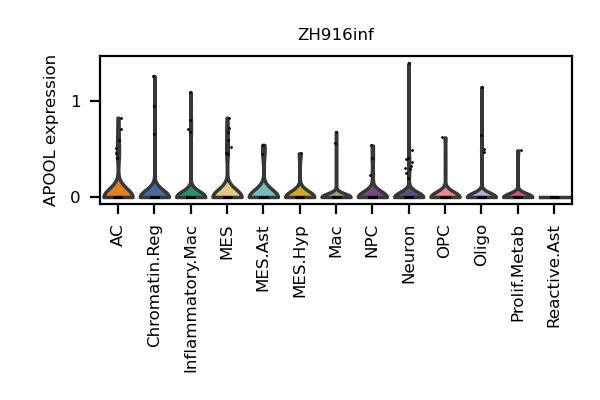 ZH916inf
APOOL expression
1
0
AC
Chromatin.Reg
Inflammatory.Mac
MES
MES.Ast
MES.Hyp
Mac
NPC
Neuron
OPC
Oligo
Prolif.Metab
Reactive.Ast